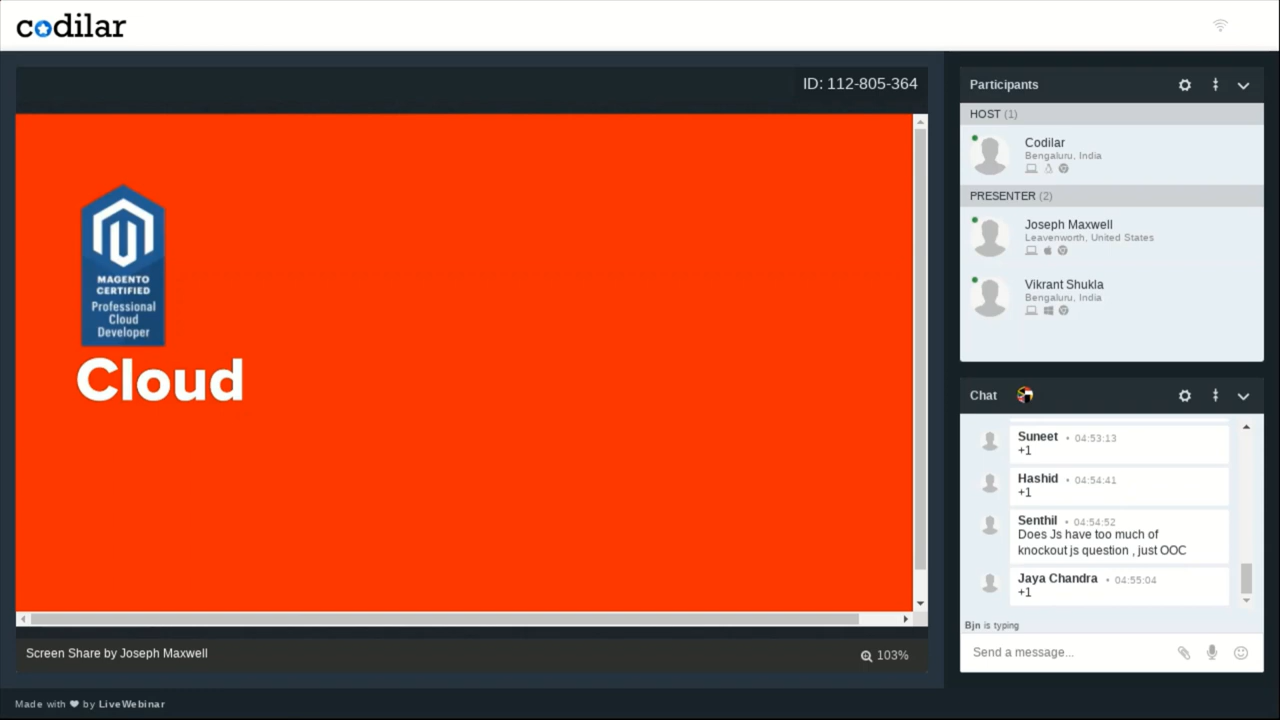 codilar
ID: 112-805-364
MAGENTO
CERTIFIED
Professional
Cloud
Developer
Cloud
Screen Share by Joseph Maxwell
103%
Participants
HOST (1)
Codilar
Bengaluru, India
PRESENTER (2)
Joseph Maxwell
Leavenworth, United States
Vikrant Shukla
Bengaluru, India
Chat
Suneet • 04:53:13
+1
Hashid • 04:54:41
+1
Senthil • 04:54:52
Does Js have too much of
knockout js question , just OOC
Jaya Chandra • 04:55:04
+1
Bjn is typing
Send a message...
Made with ❤ by LiveWebinar